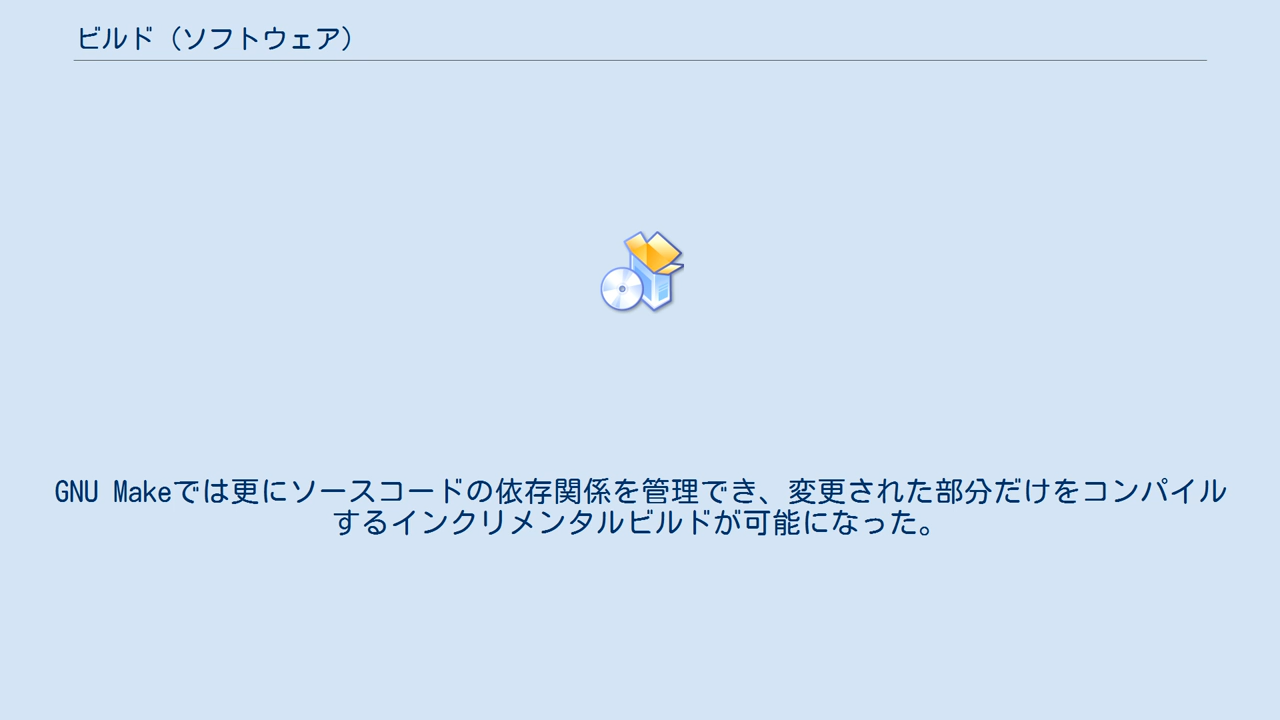 ビルド（ソフトウェア）
GNU Makeでは更にソースコードの依存関係を管理でき、変更された部分だけをコンパイル
するインクリメンタルビルドが可能になった。